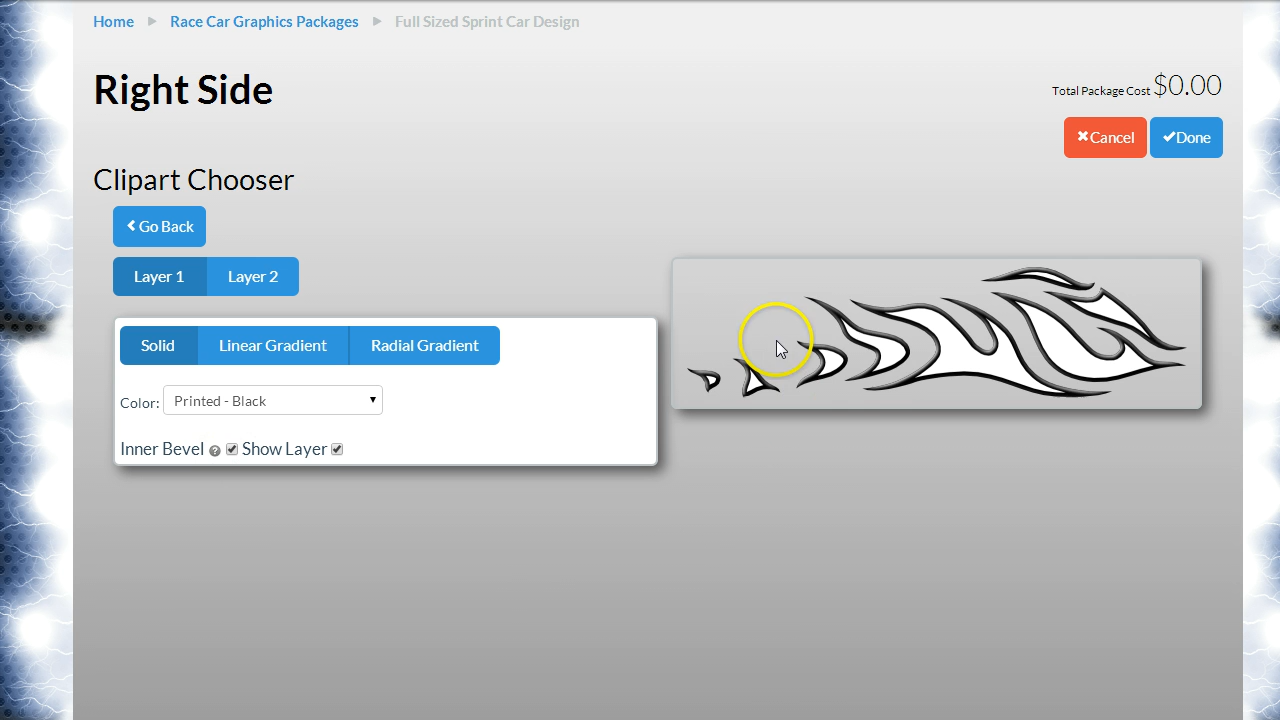 Home Race Car Graphics Packages Full Sized Sprint Car Design
Right Side
Total Package Cost $0.00
Cancel Done
Clipart Chooser
Go Back
Layer 1 Layer 2
Solid Linear Gradient Radial Gradient
Color: Printed - Black
Inner Bevel ? Show Layer